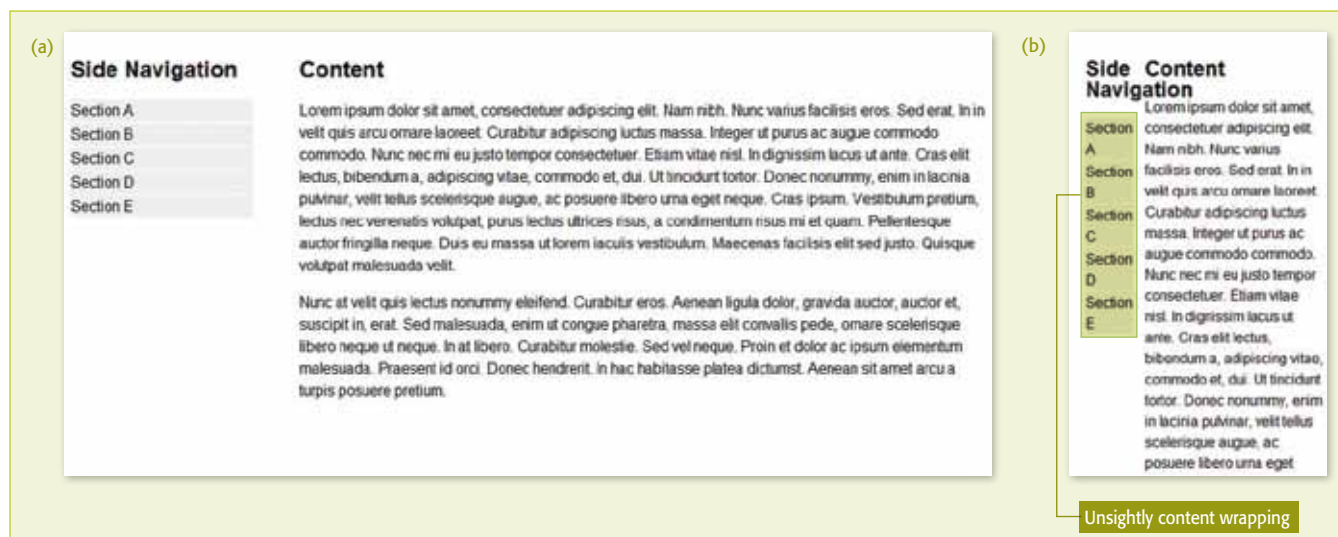 (a)
Side Navigation
Section A
Section B
Section C
Section D
Section E
Content
Lorem ipsum dolor sit amet, consectetuer adipiscing elit. Nam nibh. Nunc varius facilisis eros. Sed erat. In in
velit quis arcu ornare laoreet. Curabitur adipiscing luctus massa. Integer ut purus ac augue commodo
commodo. Nunc nec mi eu justo tempor consectetuer. Etiam vitae nisl. In dignissim lacus ut ante. Cras elit
lectus, bibendum a, adipiscing vitae, commodo et, dui. Ut tincidunt tortor. Donec nonummy, enim in lacinia
pulvinar, velit tellus scelerisque augue, ac posuere libero urna eget neque. Cras ipsum. Vestibulum pretium,
lectus nec venenatis volutpat, purus lectus ultrices risus, a condimentum risus mi et quam. Pellentesque
auctor fringilla neque. Duis eu massa ut lorem iaculis vestibulum. Maecenas facilisis elit sed justo. Quisque
volutpat malesuada velit.
Nunc at velit quis lectus nonummy eleifend. Curabitur eros. Aenean ligula dolor, gravida auctor, auctor et,
suscipit in, erat. Sed malesuada, enim ut congue pharetra, massa elit convallis pede, ornare scelerisque
libero neque ut neque. In at libero. Curabitur molestie. Sed vel neque. Proin et dolor ac ipsum elementum
malesuada. Praesent id orci. Donec hendrerit. In hac habitasse platea dictumst. Aenean sit amet arcu a
turpis posuere pretium.
(b)
Side
Navigation
Section
A
Section
B
Section
C
Section
D
Section
E
Content
Lorem ipsum dolor sit amet,
consectetuer adipiscing elit.
Nam nibh. Nunc varius
facilisis eros. Sed erat. In in
velit quis arcu ornare laoreet.
Curabitur adipiscing luctus
massa. Integer ut purus ac
augue commodo commodo.
Nunc nec mi eu justo tempor
consectetuer. Etiam vitae
nisl. In dignissim lacus ut
ante. Cras elit lectus,
bibendum a, adipiscing vitae,
commodo et, dui. Ut tincidunt
tortor. Donec nonummy, enim
in lacinia pulvinar, velit tellus
scelerisque augue, ac
posuere libero urna eget
Unsightly content wrapping